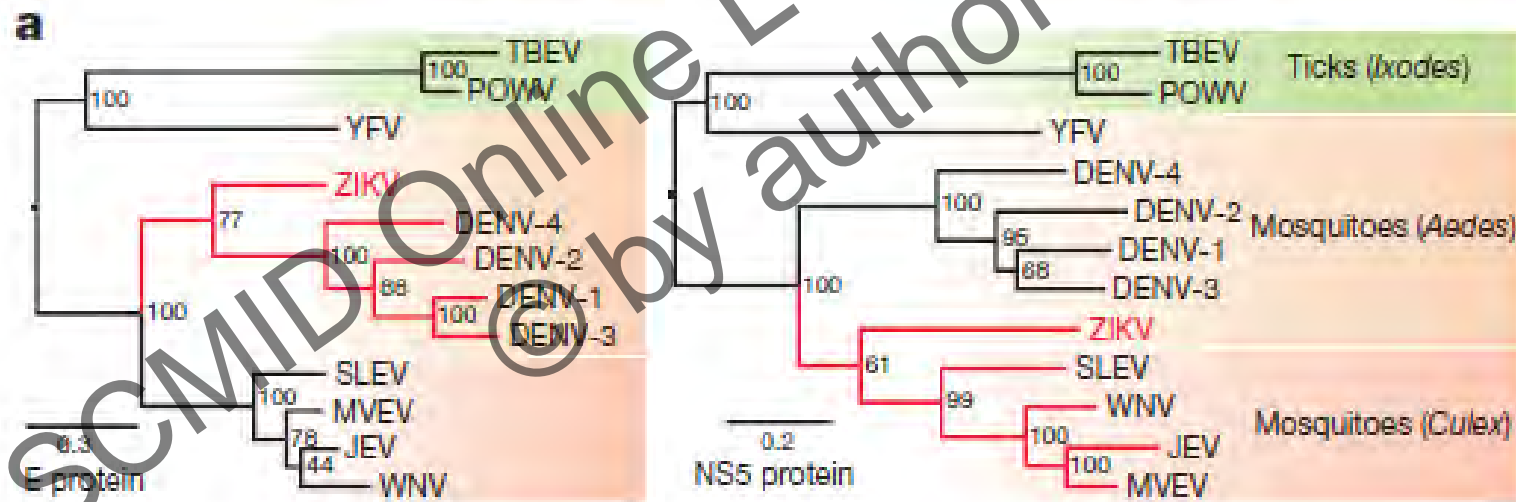 a
TBEV
100
POWV
100
YFV
ZIKV
77
DENV-4
100
DENV-2
88
DENV-1
100
DENV-3
100
SLEV
100
MVEV
78
JEV
44
WNV
0.3
E protein
TBEV
100
POWV
100
YFV
DENV-4
100
DENV-2
95
DENV-1
68
DENV-3
100
ZIKV
61
SLEV
99
WNV
100
JEV
100
MVEV
0.2
NS5 protein
Ticks (Ixodes)
Mosquitoes (Aedes)
Mosquitoes (Culex)
SCMID Online L
© by author